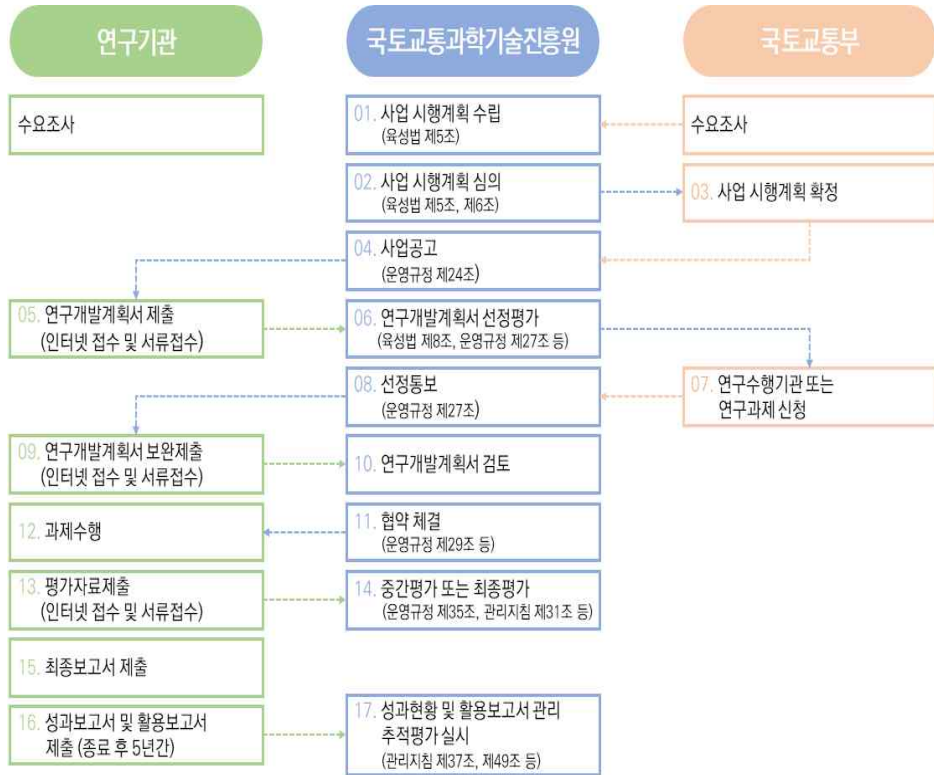 연구기관
국토교통과학기술진흥원
국토교통부
수요조사
01. 사업 시행계획 수립
(육성법 제5조)
수요조사
02. 사업 시행계획 심의
(육성법 제5조, 제6조)
03. 사업 시행계획 확정
04. 사업공고
(운영규정 제24조)
05. 연구개발계획서 제출
(인터넷 접수 및 서류접수)
06. 연구개발계획서 선정평가
(육성법 제8조, 운영규정 제27조 등)
07. 연구수행기관 또는
연구과제 신청
08. 선정통보
(운영규정 제27조)
09. 연구개발계획서 보완제출
(인터넷 접수 및 서류접수)
10. 연구개발계획서 검토
11. 협약 체결
(운영규정 제29조 등)
12. 과제수행
13. 평가자료제출
(인터넷 접수 및 서류접수)
14. 중간평가 또는 최종평가
(운영규정 제35조, 관리지침 제31조 등)
15. 최종보고서 제출
16. 성과보고서 및 활용보고서
제출 (종료 후 5년간)
17. 성과현황 및 활용보고서 관리
추적평가 실시
(관리지침 제37조, 제49조 등)